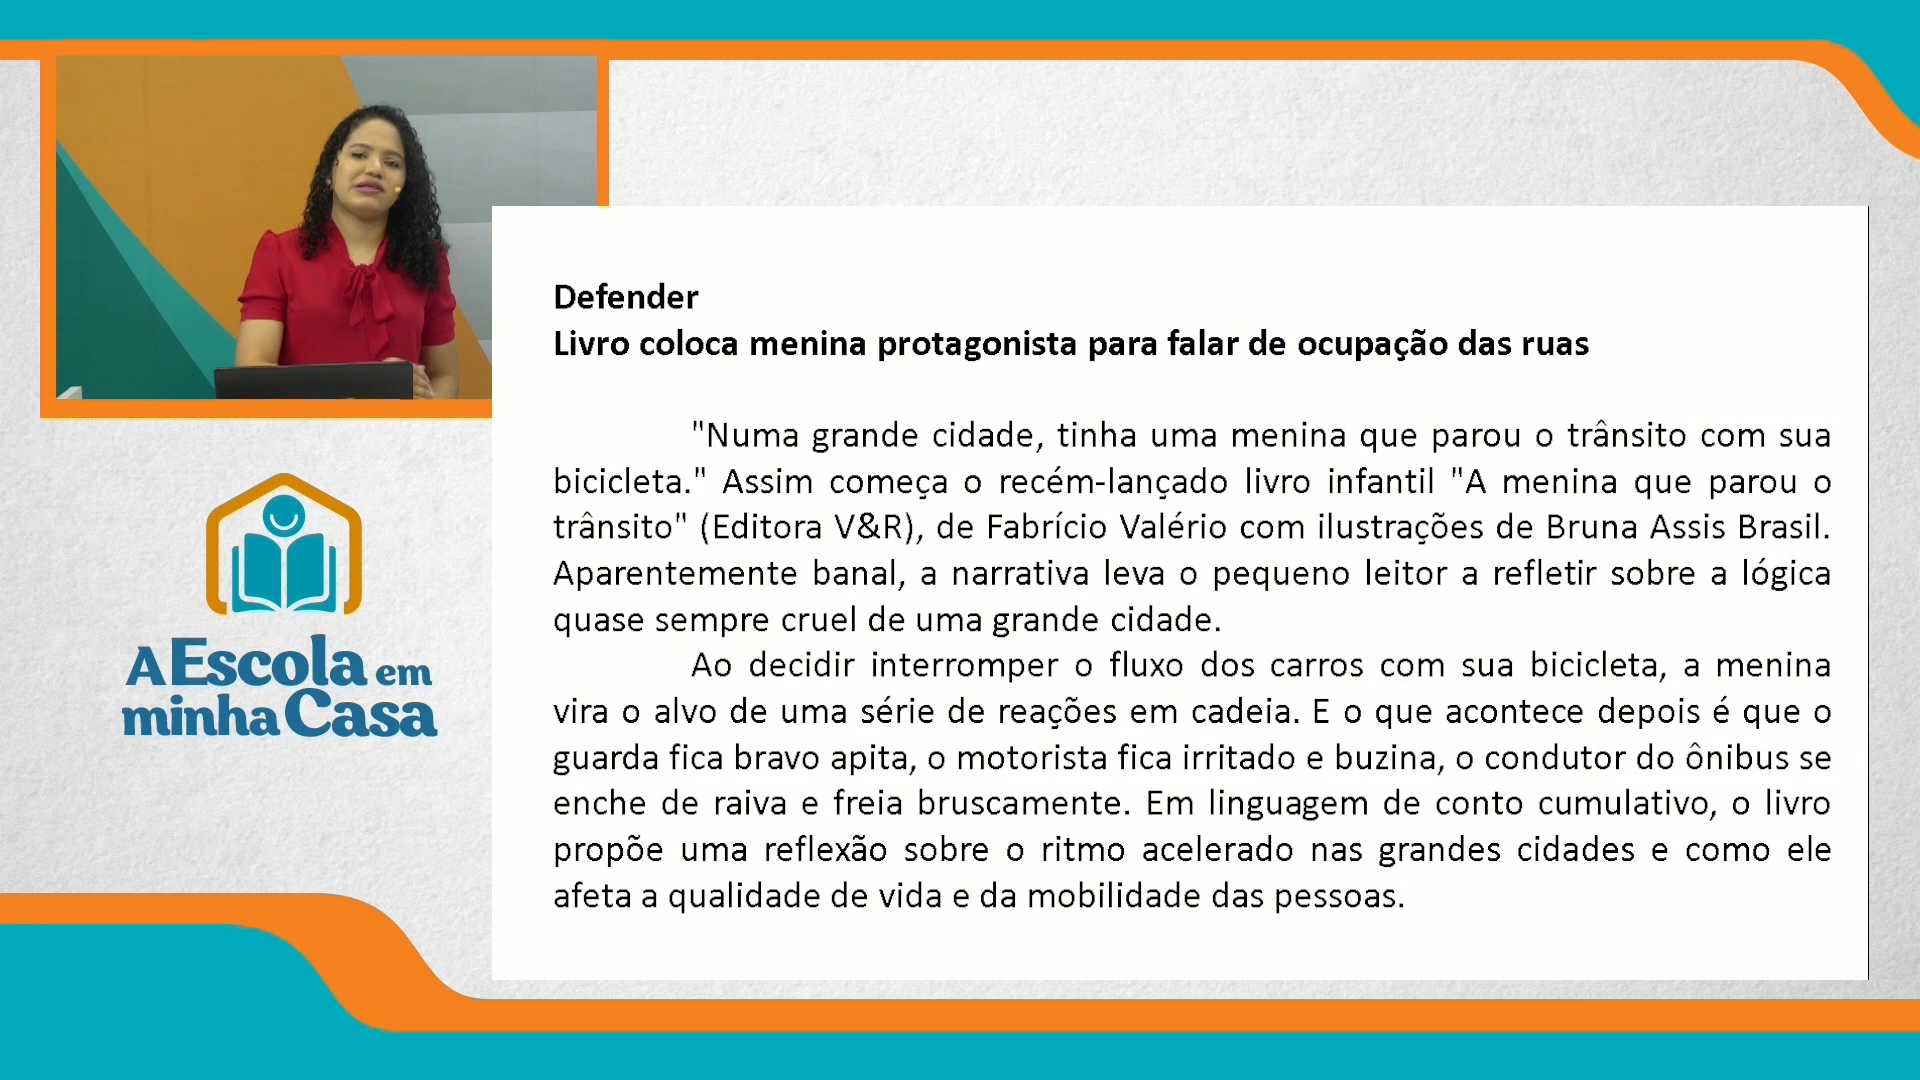 Defender
Livro coloca menina protagonista para falar de ocupação das ruas
"Numa grande cidade, tinha uma menina que parou o trânsito com sua
bicicleta." Assim começa o recém-lançado livro infantil "A menina que parou o
trânsito" (Editora V&R), de Fabrício Valério com ilustrações de Bruna Assis Brasil.
Aparentemente banal, a narrativa leva o pequeno leitor a refletir sobre a lógica
quase sempre cruel de uma grande cidade.
Ao decidir interromper o fluxo dos carros com sua bicicleta, a menina
vira o alvo de uma série de reações em cadeia. E o que acontece depois é que o
guarda fica bravo apita, o motorista fica irritado e buzina, o condutor do ônibus se
enche de raiva e freia bruscamente. Em linguagem de conto cumulativo, o livro
propõe uma reflexão sobre o ritmo acelerado nas grandes cidades e como ele
afeta a qualidade de vida e da mobilidade das pessoas.
A Escola em
minha Casa